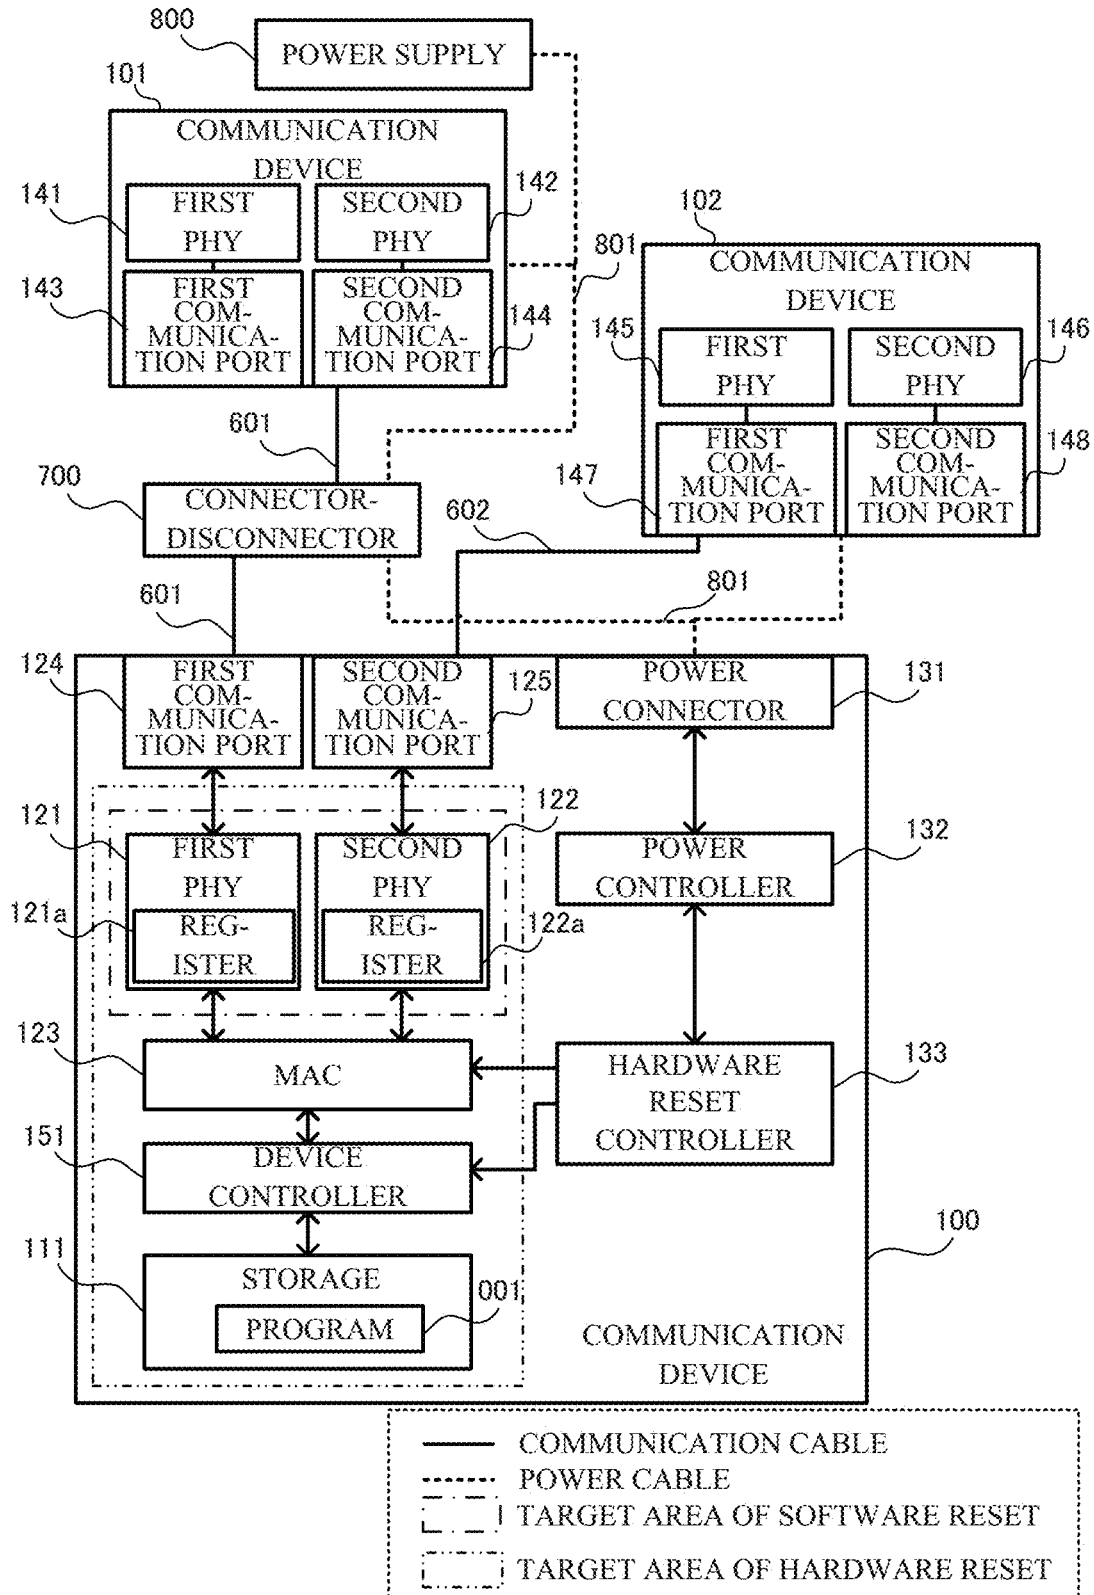 800
POWER SUPPLY
101
COMMUNICATION
DEVICE
141
FIRST
PHY
SECOND
PHY
142
143
FIRST
COM-
MUNICA-
TION PORT
SECOND
COM-
MUNICA-
TION PORT
144
801
102
COMMUNICATION
DEVICE
145
FIRST
PHY
SECOND
PHY
146
147
FIRST
COM-
MUNICA-
TION PORT
SECOND
COM-
MUNICA-
TION PORT
148
601
700
CONNECTOR-
DISCONNECTOR
602
601
801
124
FIRST
COM-
MUNICA-
TION PORT
SECOND
COM-
MUNICA-
TION PORT
125
POWER
CONNECTOR
131
121
FIRST
PHY
121a
REG-
ISTER
SECOND
PHY
122
REG-
ISTER
122a
POWER
CONTROLLER
132
123
MAC
HARDWARE
RESET
CONTROLLER
133
151
DEVICE
CONTROLLER
111
STORAGE
001
PROGRAM
100
COMMUNICATION
DEVICE
COMMUNICATION CABLE
POWER CABLE
TARGET AREA OF SOFTWARE RESET
TARGET AREA OF HARDWARE RESET